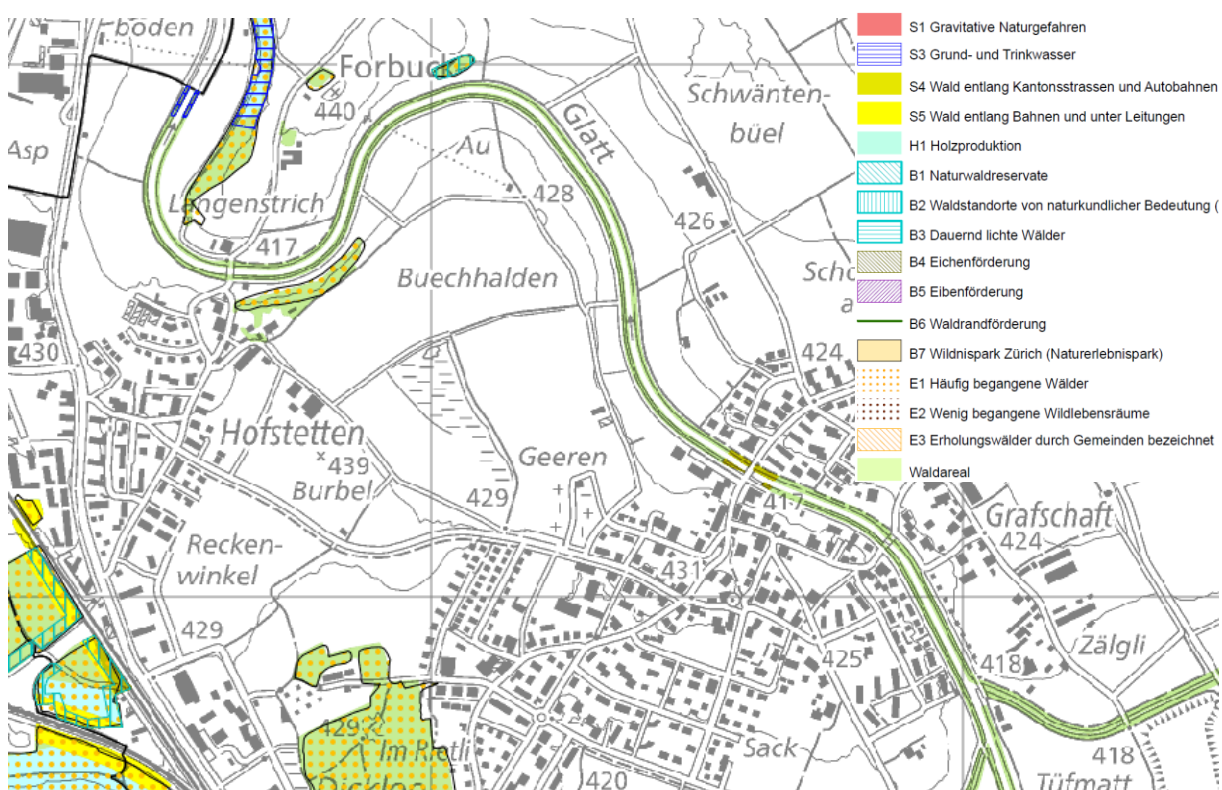 boden
Forbuck
440
Asp
Au
Glatt
Schwänten-
büel
Langenstrich
428
417
426
Buechhalden
430
424
Hofstetten
439
Burbel
Geeren
429
417
Grafschaft
424
Recken-
winkel
431
429
425
418
Zälgli
429
Im Rietli
Sack
418
420
Tüfmatt
S1 Gravitative Naturgefahren
S3 Grund- und Trinkwasser
S4 Wald entlang Kantonsstrassen und Autobahnen
S5 Wald entlang Bahnen und unter Leitungen
H1 Holzproduktion
B1 Naturwaldreservate
B2 Waldstandorte von naturkundlicher Bedeutung (
B3 Dauernd lichte Wälder
B4 Eichenförderung
B5 Eibenförderung
B6 Waldrandförderung
B7 Wildnispark Zürich (Naturerlebnispark)
E1 Häufig begangene Wälder
E2 Wenig begangene Wildlebensräume
E3 Erholungswälder durch Gemeinden bezeichnet
Waldareal